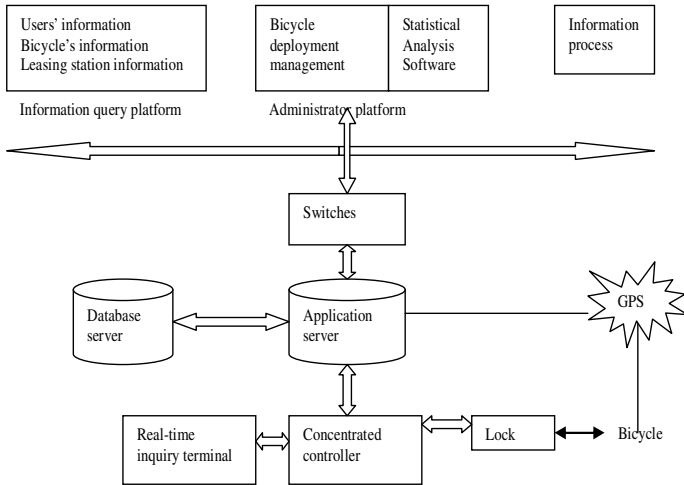 Users' information
Bicycle's information
Leasing station information
Bicycle
deployment
management
Statistical
Analysis
Software
Information
process
Information query platform
Administrator platform
Switches
Database
server
Application
server
GPS
Real-time
inquiry terminal
Concentrated
controller
Lock
Bicycle